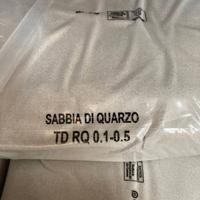 SABBIA DI QUARZO
TD RQ 0.1-0.5